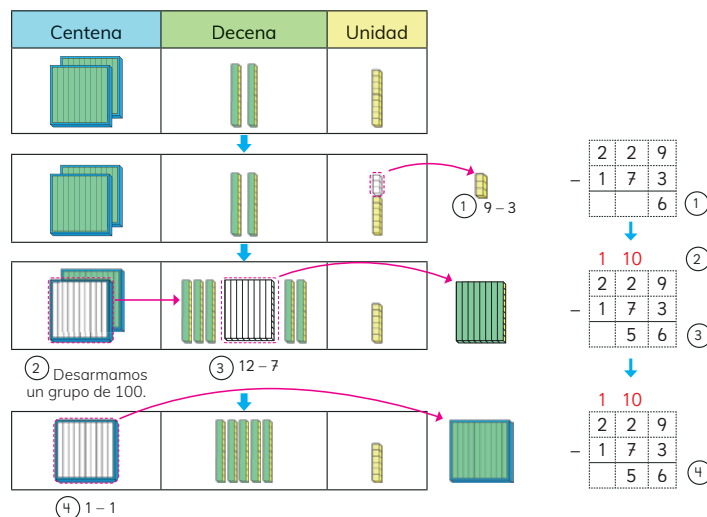 Centena Decena Unidad
1 9 – 3
2 2 9
– 1 7 3
6 1
1 10 2
2 2 9
– 1 7 3
5 6 3
2 Desarmamos
un grupo de 100.
3 12 – 7
1 10
2 2 9
– 1 7 3
5 6 4
4 1 – 1